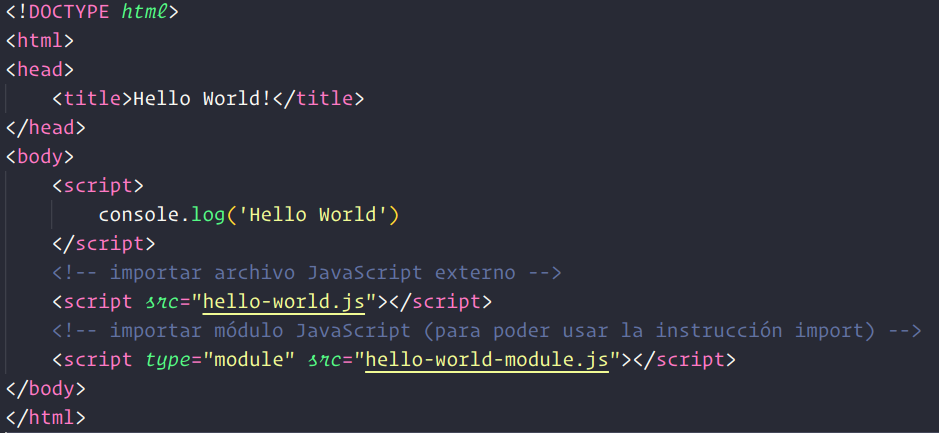 <!DOCTYPE html>
<html>
<head>
    <title>Hello World!</title>
</head>
<body>
    <script>
        console.log('Hello World')
    </script>
    <!-- importar archivo JavaScript externo -->
    <script src="hello-world.js"></script>
    <!-- importar módulo JavaScript (para poder usar la instrucción import) -->
    <script type="module" src="hello-world-module.js"></script>
</body>
</html>